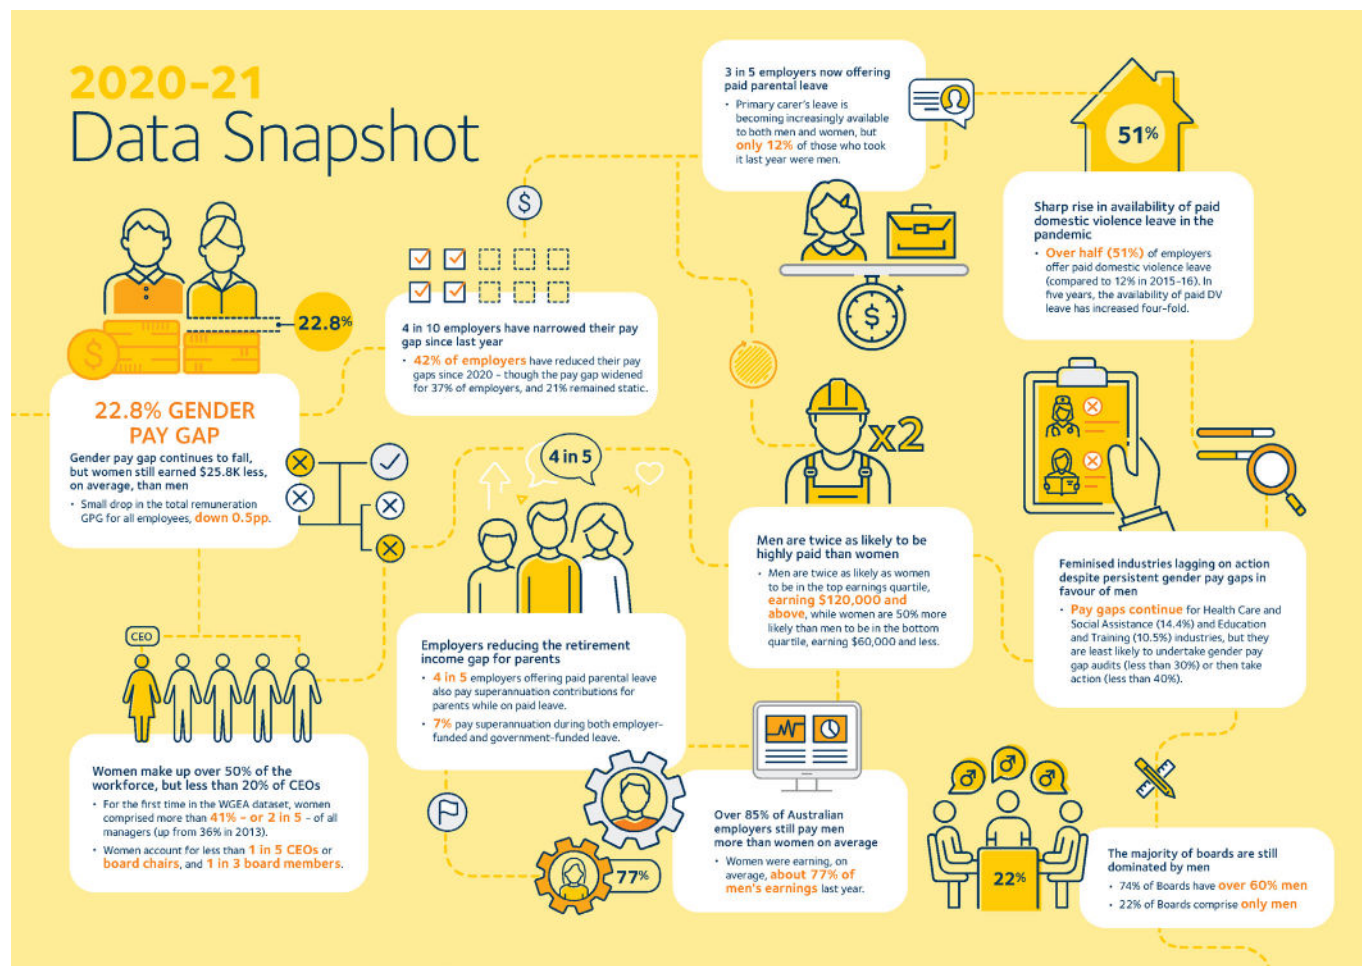 2020-21
Data Snapshot
$
22.8%
$
22.8% GENDER
PAY GAP
Gender pay gap continues to fall,
but women still earned $25.8K less,
on average, than men
• Small drop in the total remuneration
GPG for all employees, down 0.5pp.
4 in 10 employers have narrowed their pay
gap since last year
• 42% of employers have reduced their pay
gaps since 2020 - though the pay gap widened
for 37% of employers, and 21% remained static.
3 in 5 employers now offering
paid parental leave
• Primary carer's leave is
becoming increasingly available
to both men and women, but
only 12% of those who took
it last year were men.
$
51%
Sharp rise in availability of paid
domestic violence leave in the
pandemic
• Over half (51%) of employers
offer paid domestic violence leave
(compared to 12% in 2015-16). In
five years, the availability of paid DV
leave has increased four-fold.
4 in 5
Employers reducing the retirement
income gap for parents
• 4 in 5 employers offering paid parental leave
also pay superannuation contributions for
parents while on paid leave.
• 7% pay superannuation during both employer-
funded and government-funded leave.
x2
Men are twice as likely to be
highly paid than women
• Men are twice as likely as women
to be in the top earnings quartile,
earning $120,000 and
above, while women are 50% more
likely than men to be in the bottom
quartile, earning $60,000 and less.
Feminised industries lagging on action
despite persistent gender pay gaps in
favour of men
• Pay gaps continue for Health Care and
Social Assistance (14.4%) and Education
and Training (10.5%) industries, but they
are least likely to undertake gender pay
gap audits (less than 30%) or then take
action (less than 40%).
CEO
Women make up over 50% of the
workforce, but less than 20% of CEOs
• For the first time in the WGEA dataset, women
comprised more than 41% - or 2 in 5 - of all
managers (up from 36% in 2013).
• Women account for less than 1 in 5 CEOs or
board chairs, and 1 in 3 board members.
77%
Over 85% of Australian
employers still pay men
more than women on average
• Women were earning, on
average, about 77% of
men's earnings last year.
22%
The majority of boards are still
dominated by men
• 74% of Boards have over 60% men
• 22% of Boards comprise only men